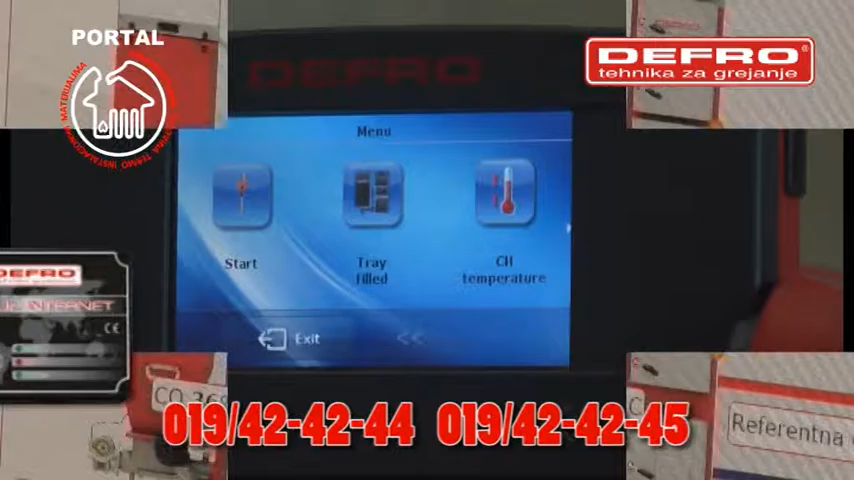 PORTAL
DEFRO
DEFRO®
tehnika za grejanje
Menu
Start
Tray
filled
CH
temperature
Exit
<<
DEFRO
INTERNET
CE
019/42-42-44 019/42-42-45
Referentna